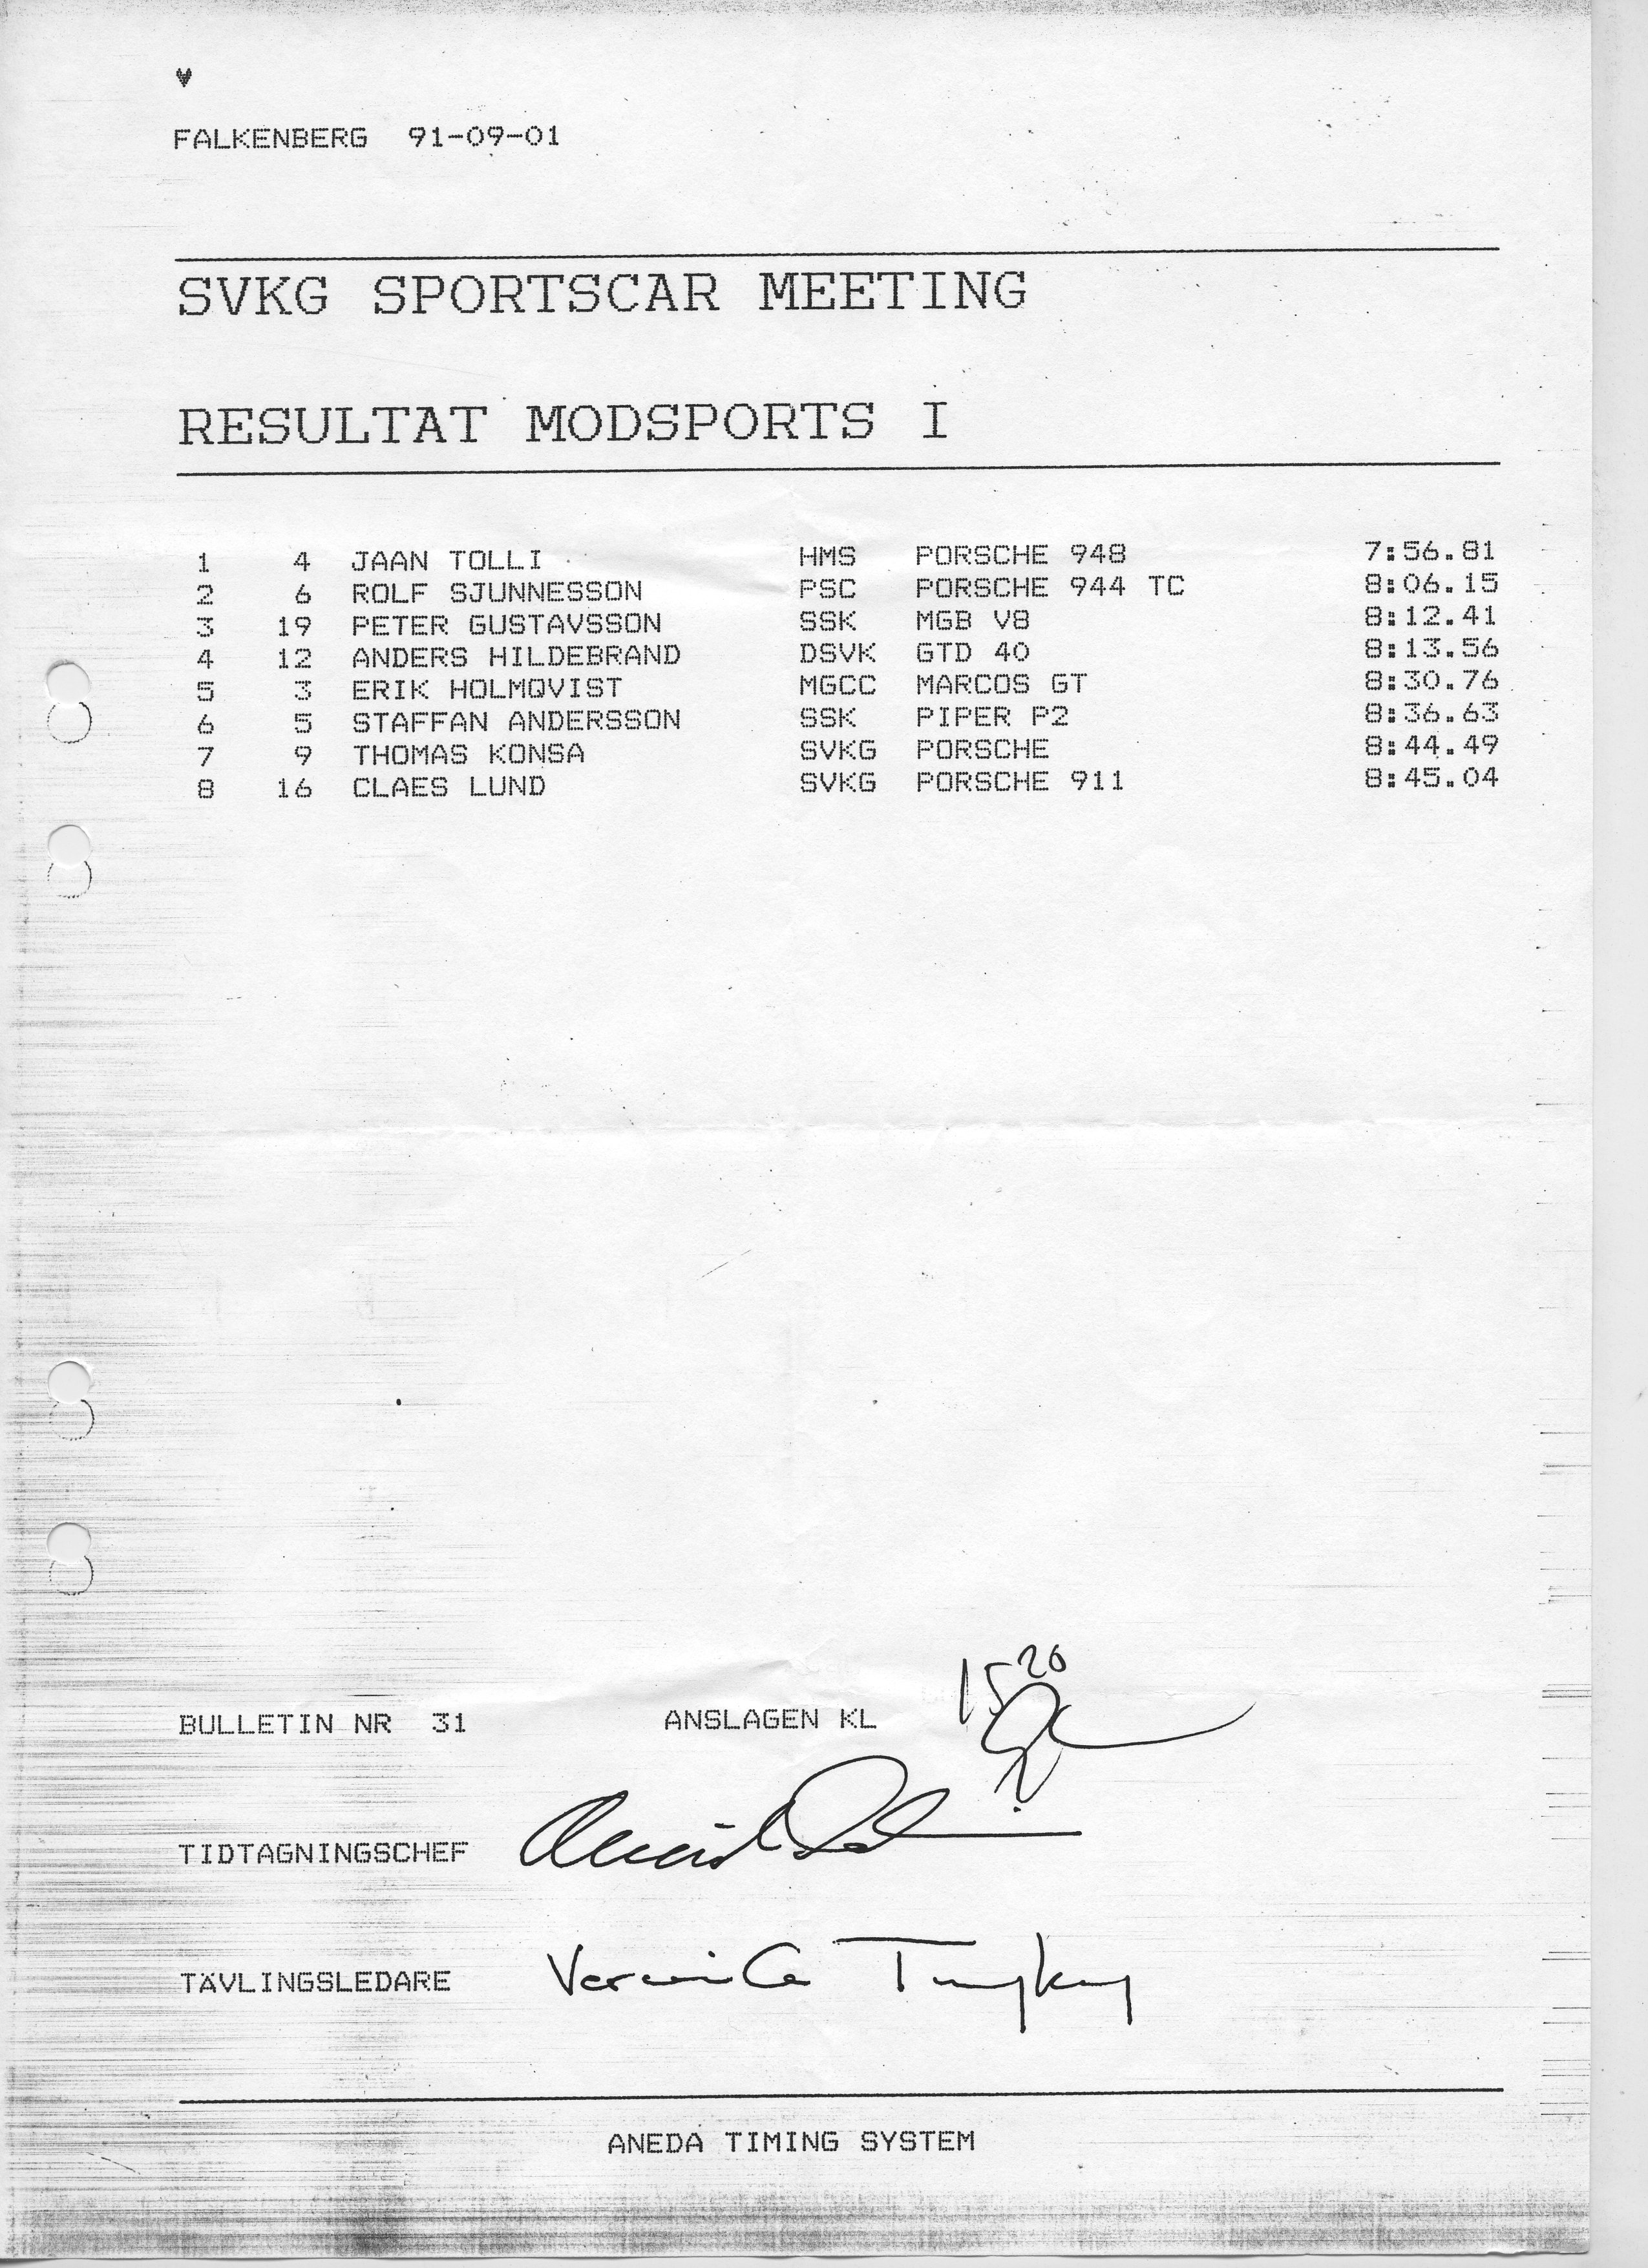 FALKENBERG 91-09-01
SVKG SPORTSCAR MEETING
RESULTAT MODSPORTS I
1 4 JAAN TOLLI HMS PORSCHE 948 7:56.81
2 6 ROLF SJUNNESSON PSC PORSCHE 944 TC 8:06.15
3 19 PETER GUSTAVSSON SSK MGB V8 8:12.41
4 12 ANDERS HILDEBRAND DSVK GTD 40 8:13.56
5 3 ERIK HOLMQVIST MGCC MARCOS GT 8:30.76
6 5 STAFFAN ANDERSSON SSK PIPER P2 8:36.63
7 9 THOMAS KONSA SVKG PORSCHE 8:44.49
8 16 CLAES LUND SVKG PORSCHE 911 8:45.04
BULLETIN NR 31 ANSLAGEN KL 15 20
TIDTAGNINGSCHEF
TÄVLINGSLEDARE
ANEDA TIMING SYSTEM